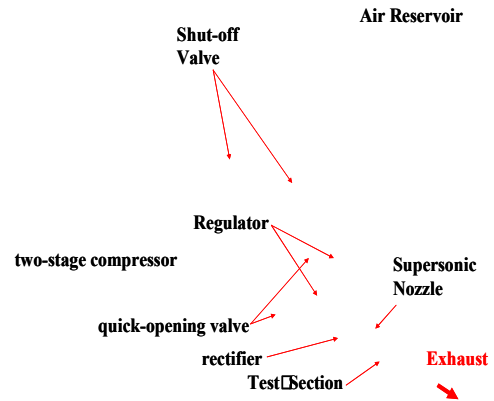 Air Reservoir
Shut-off
Valve
Regulator
two-stage compressor
Supersonic
Nozzle
quick-opening valve
rectifier
Exhaust
Test□Section